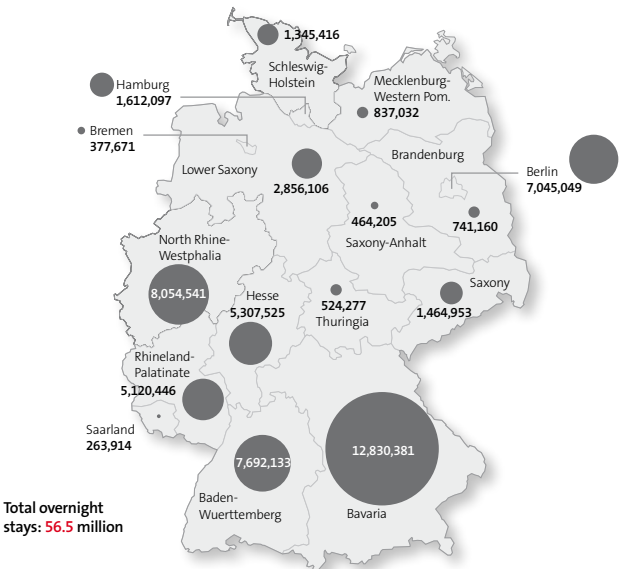 1,345,416
Schleswig-
Holstein
Hamburg
1,612,097
Mecklenburg-
Western Pom.
837,032
Bremen
377,671
Lower Saxony
2,856,106
Brandenburg
741,160
Berlin
7,045,049
464,205
Saxony-Anhalt
North Rhine-
Westphalia
8,054,541
Hesse
5,307,525
524,277
Thuringia
Saxony
1,464,953
Rhineland-
Palatinate
5,120,446
Saarland
263,914
7,692,133
Baden-
Wuerttemberg
12,830,381
Bavaria
Total overnight
stays: 56.5 million